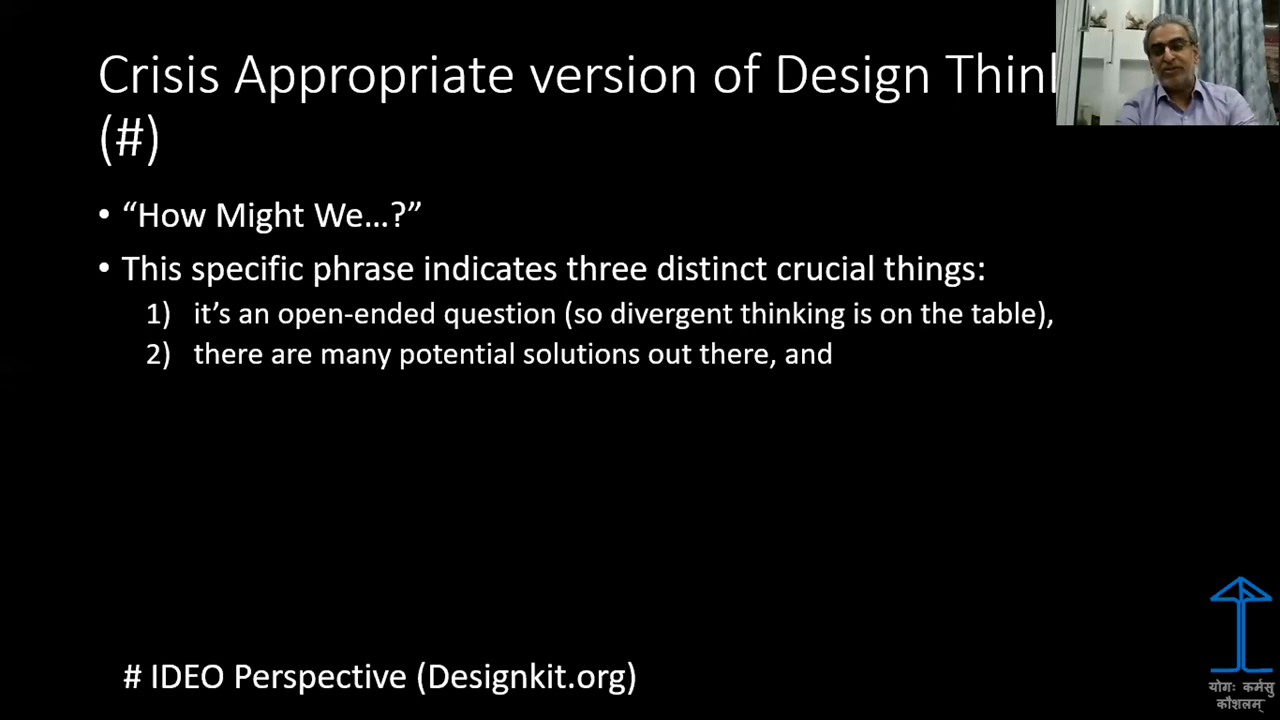 Crisis Appropriate version of Design Think
(#)
• “How Might We…?”
• This specific phrase indicates three distinct crucial things:
1) it’s an open-ended question (so divergent thinking is on the table),
2) there are many potential solutions out there, and
# IDEO Perspective (Designkit.org)
योगः कर्मसु
कौशलम्